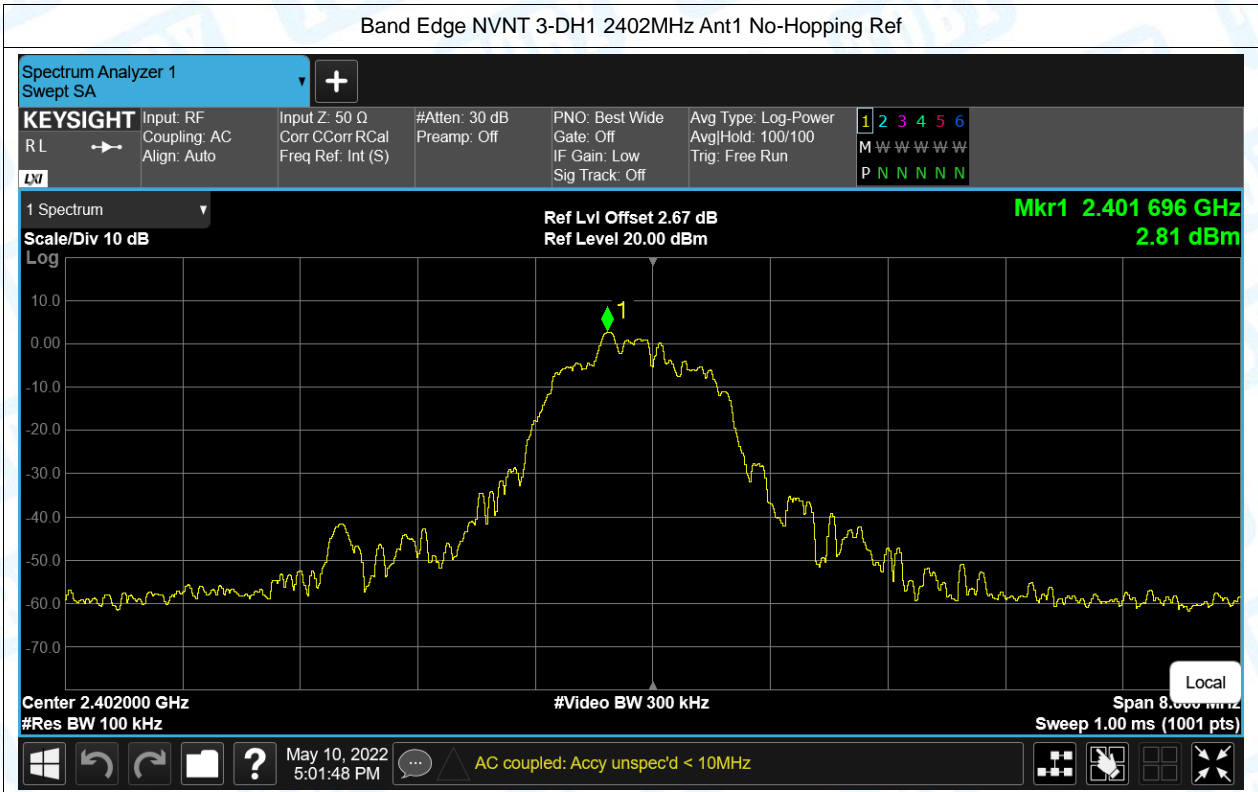 Band Edge NVNT 3-DH1 2402MHz Ant1 No-Hopping Ref
Spectrum Analyzer 1
Swept SA
KEYSIGHT
R L
LXI
Input: RF
Coupling: AC
Align: Auto
Input Z: 50 Ω
Corr CCorr RCal
Freq Ref: Int (S)
#Atten: 30 dB
Preamp: Off
PNO: Best Wide
Gate: Off
IF Gain: Low
Sig Track: Off
Avg Type: Log-Power
Avg|Hold: 100/100
Trig: Free Run
1 2 3 4 5 6
M W W W W W W
P N N N N N
1 Spectrum
Scale/Div 10 dB
Log
Ref Lvl Offset 2.67 dB
Ref Level 20.00 dBm
Mkr1 2.401 696 GHz
2.81 dBm
1
10.0
0.00
-10.0
-20.0
-30.0
-40.0
-50.0
-60.0
-70.0
Local
Center 2.402000 GHz
#Video BW 300 kHz
Span 8.000 MHz
#Res BW 100 kHz
Sweep 1.00 ms (1001 pts)
?
May 10, 2022
5:01:48 PM
AC coupled: Accy unspec'd < 10MHz